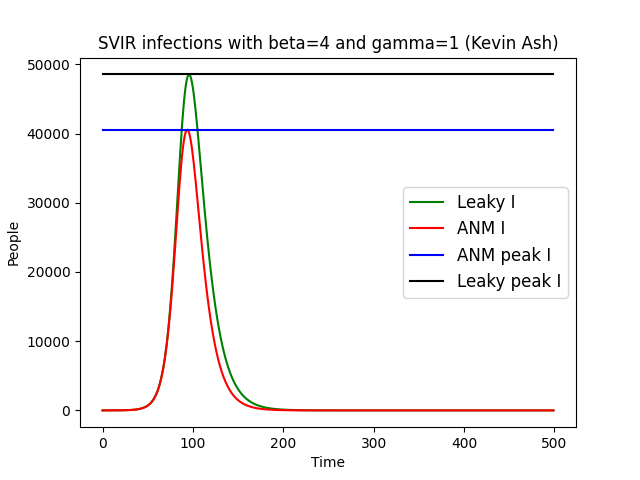 SVIR infections with beta=4 and gamma=1 (Kevin Ash)
50000
40000
30000
20000
10000
0
People
Leaky I
ANM I
ANM peak I
Leaky peak I
0 100 200 300 400 500
Time